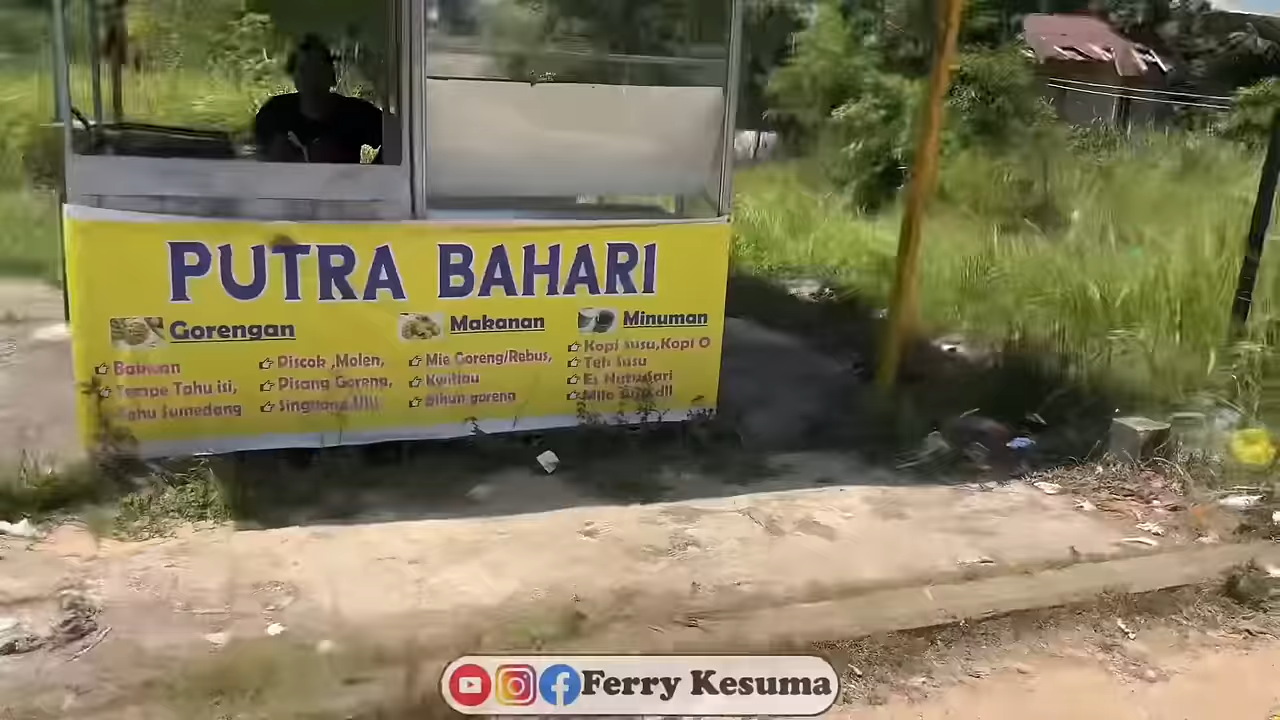 PUTRA BAHARI
Gorengan
Bakwan
Tempe Tahu isi,
Tahu Sumedang
Piscok ,Molen,
Pisang Goreng,
Makanan
Mie Goreng/Rebus,
Kwitiau
Bihun goreng
Minuman
Kopi susu,Kopi O
Teh Susu
Es NutriSari
Milo
Ferry Kesuma